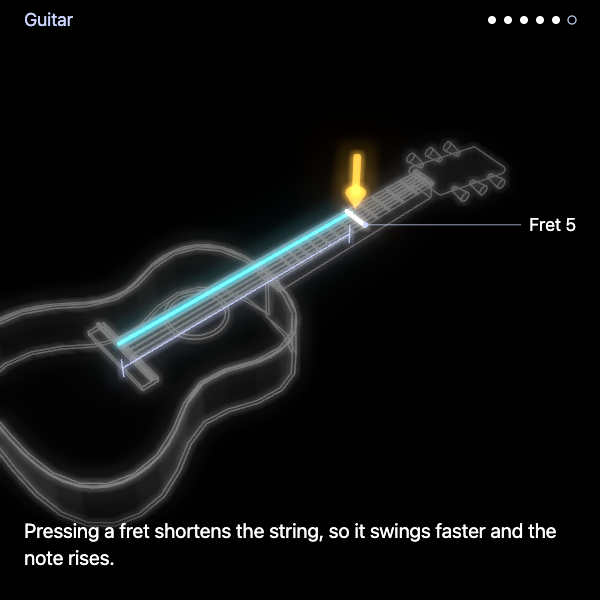 Guitar
Fret 5
Pressing a fret shortens the string, so it swings faster and the
note rises.